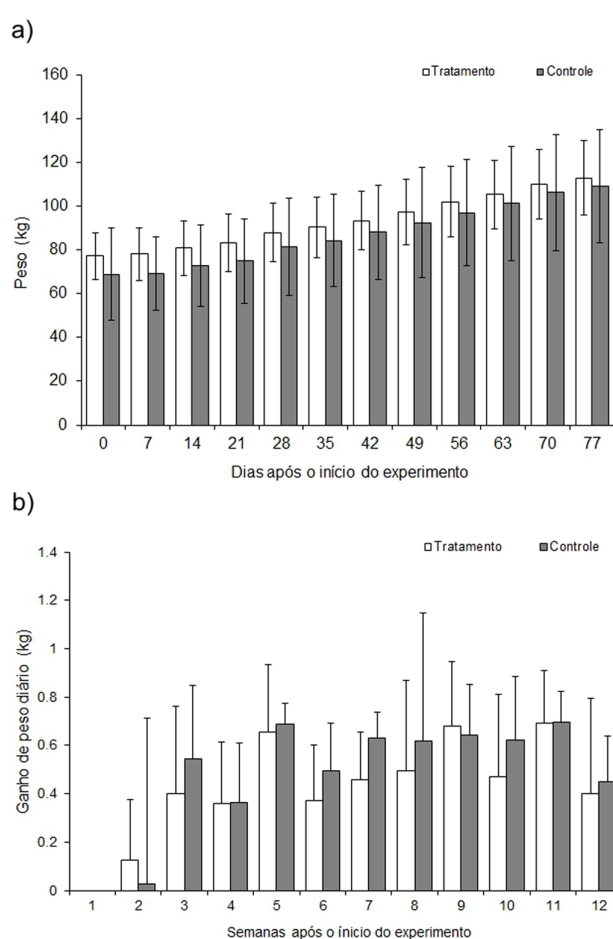 a)
Tratamento Controle
160
140
120
100
80
60
40
20
0
Peso (kg)
0 7 14 21 28 35 42 49 56 63 70 77
Dias após o início do experimento
b)
Tratamento Controle
1.4
1.2
1
0.8
0.6
0.4
0.2
0
Ganho de peso diário (kg)
1 2 3 4 5 6 7 8 9 10 11 12
Semanas após o ínicio do experimento